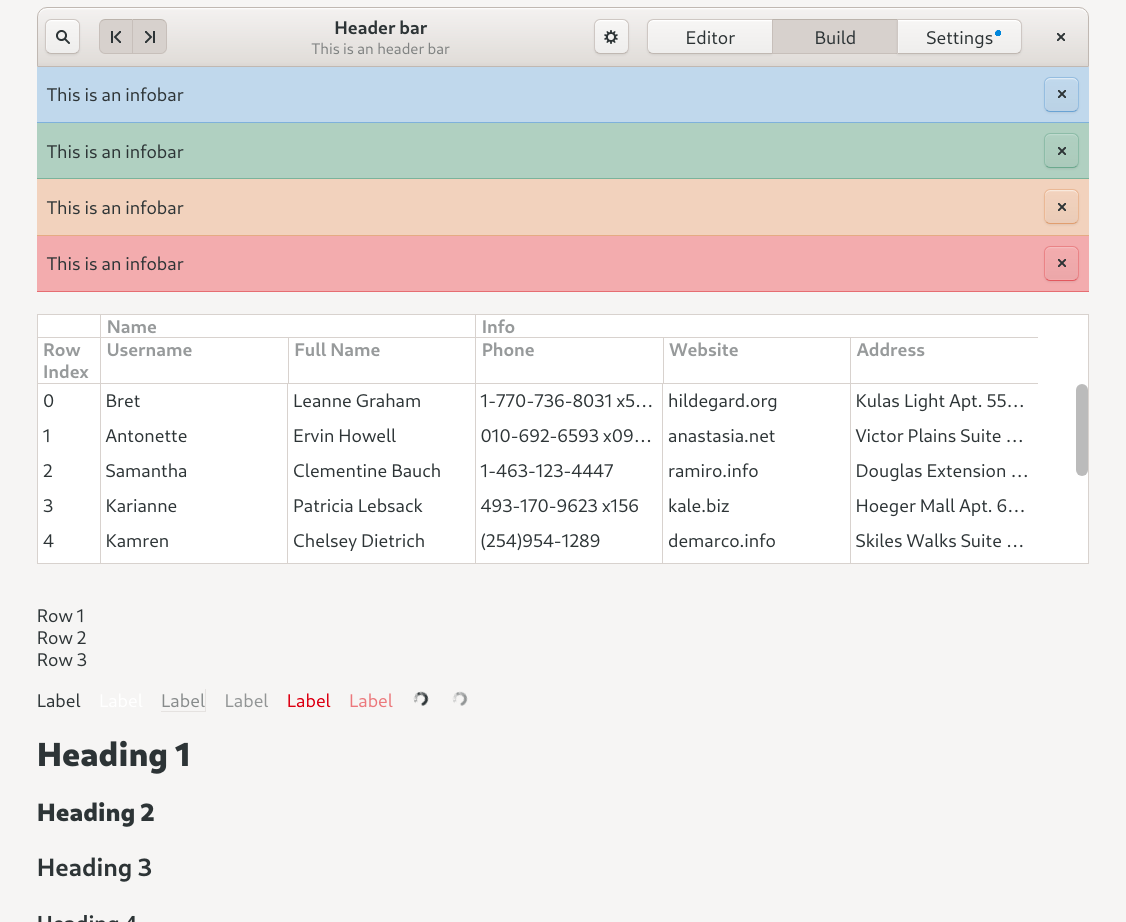 Header bar
This is an header bar
Editor Build Settings
This is an infobar
This is an infobar
This is an infobar
This is an infobar
Name Info
Row Index Username Full Name Phone Website Address
0 Bret Leanne Graham 1-770-736-8031 x5… hildegard.org Kulas Light Apt. 55…
1 Antonette Ervin Howell 010-692-6593 x09… anastasia.net Victor Plains Suite …
2 Samantha Clementine Bauch 1-463-123-4447 ramiro.info Douglas Extension …
3 Karianne Patricia Lebsack 493-170-9623 x156 kale.biz Hoeger Mall Apt. 6…
4 Kamren Chelsey Dietrich (254)954-1289 demarco.info Skiles Walks Suite …
Row 1
Row 2
Row 3
Label Label Label Label Label Label
Heading 1
Heading 2
Heading 3
Heading 4